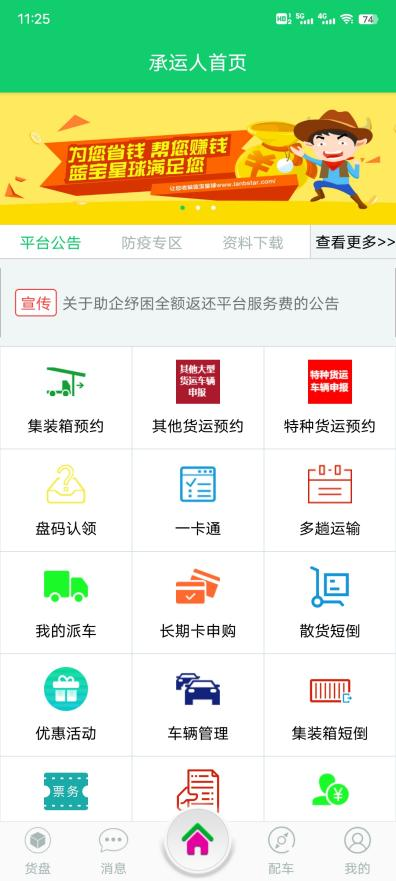 11:25
HD 1 2 5G 4G 74
承运人首页
为您省钱 帮您赚钱
蓝宝星球满足您
平台公告 防疫专区 资料下载 查看更多>>
宣传 关于助企纾困全额返还平台服务费的公告
其他大型
货运车辆
申报
特种货运
车辆申报
集装箱预约 其他货运预约 特种货运预约
盘码认领 一卡通 多趟运输
我的派车 长期卡申购 散货短倒
优惠活动 车辆管理 集装箱短倒
票务
货盘 消息 配车 我的